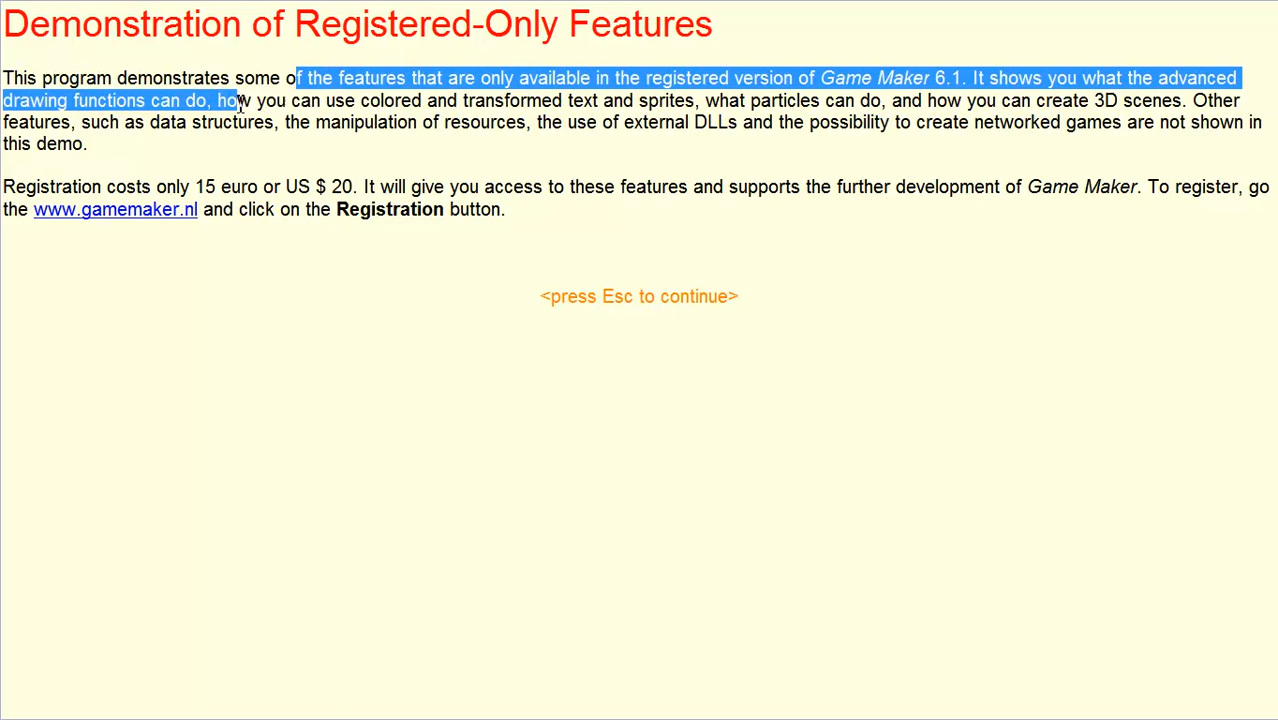 Demonstration of Registered-Only Features
This program demonstrates some of the features that are only available in the registered version of Game Maker 6.1. It shows you what the advanced
drawing functions can do, how you can use colored and transformed text and sprites, what particles can do, and how you can create 3D scenes. Other
features, such as data structures, the manipulation of resources, the use of external DLLs and the possibility to create networked games are not shown in
this demo.
Registration costs only 15 euro or US $ 20. It will give you access to these features and supports the further development of Game Maker. To register, go
the www.gamemaker.nl and click on the Registration button.
<press Esc to continue>